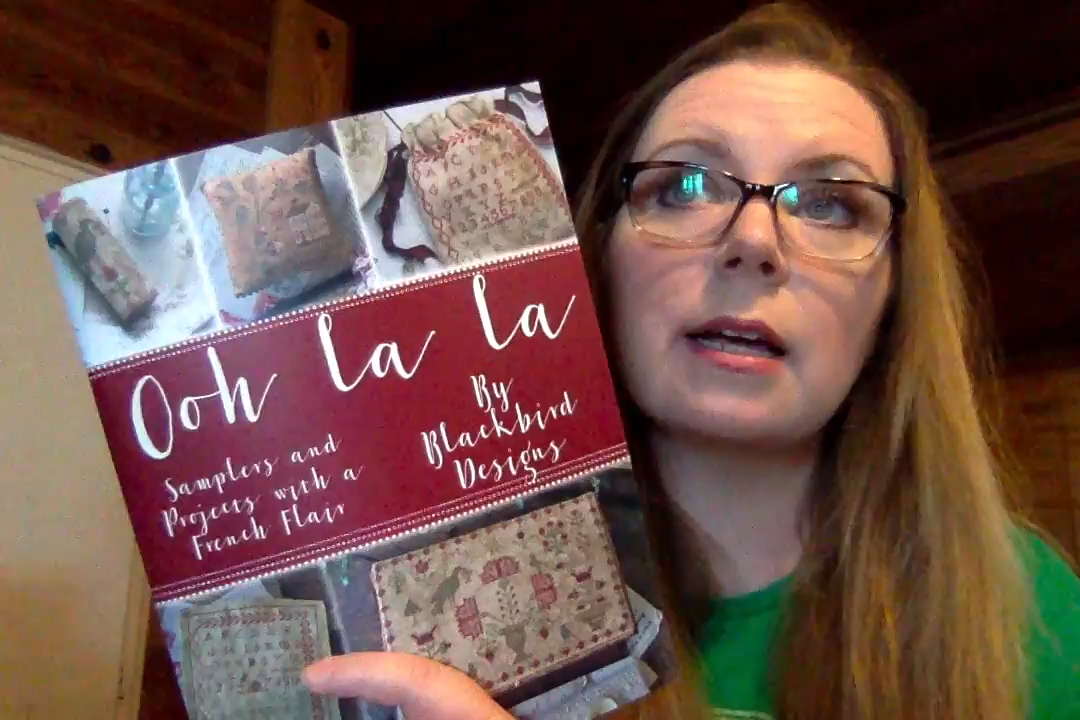 Ooh la la
Samplers and
Projects with a
French Flair
By
Blackbird
Designs